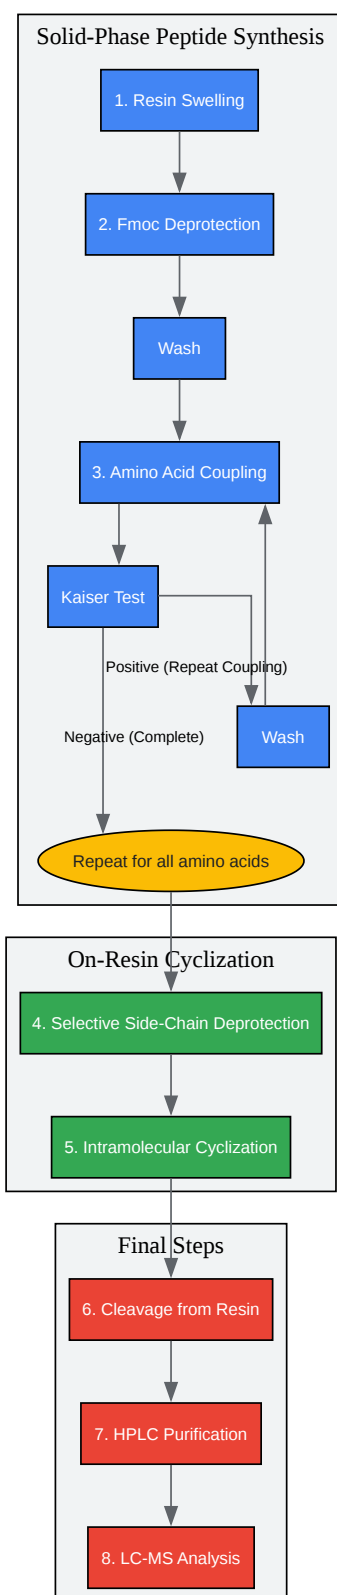 Solid-Phase Peptide Synthesis
1. Resin Swelling
2. Fmoc Deprotection
Wash
3. Amino Acid Coupling
Kaiser Test
Positive (Repeat Coupling)
Negative (Complete)
Wash
Repeat for all amino acids
On-Resin Cyclization
4. Selective Side-Chain Deprotection
5. Intramolecular Cyclization
Final Steps
6. Cleavage from Resin
7. HPLC Purification
8. LC-MS Analysis